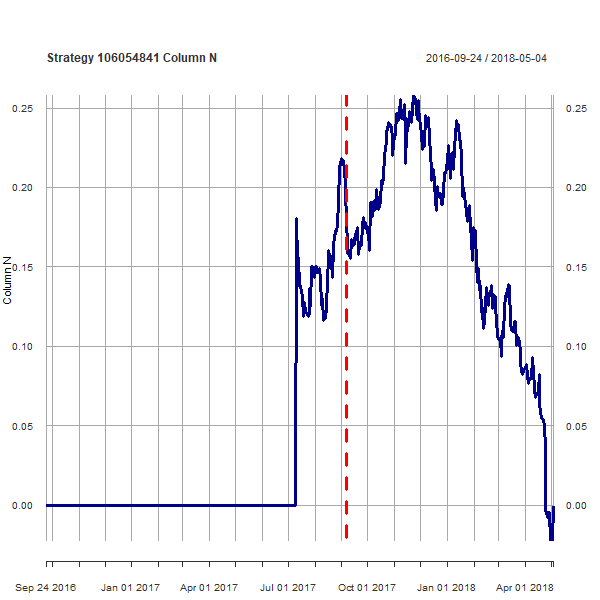 Strategy 106054841 Column N
2016-09-24 / 2018-05-04
Column N
0.25
0.20
0.15
0.10
0.05
0.00
0.25
0.20
0.15
0.10
0.05
0.00
Sep 24 2016
Jan 01 2017
Apr 01 2017
Jul 01 2017
Oct 01 2017
Jan 01 2018
Apr 01 2018